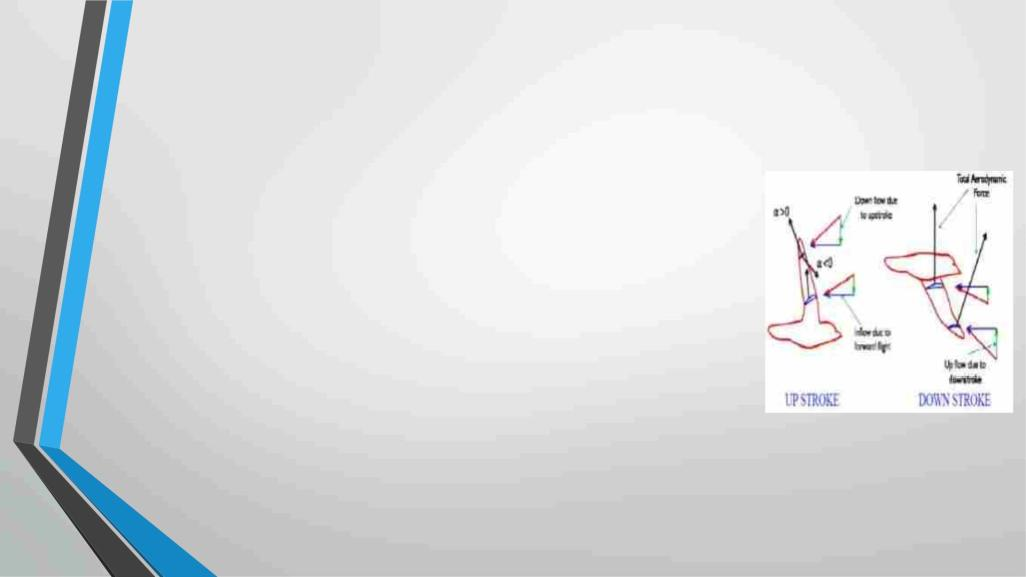 Total Aerodynamic
Force
Down flow due
to upstroke
α>0
α<0
Inflow due to
forward flight
Up flow due to
downstroke
UP STROKE
DOWN STROKE